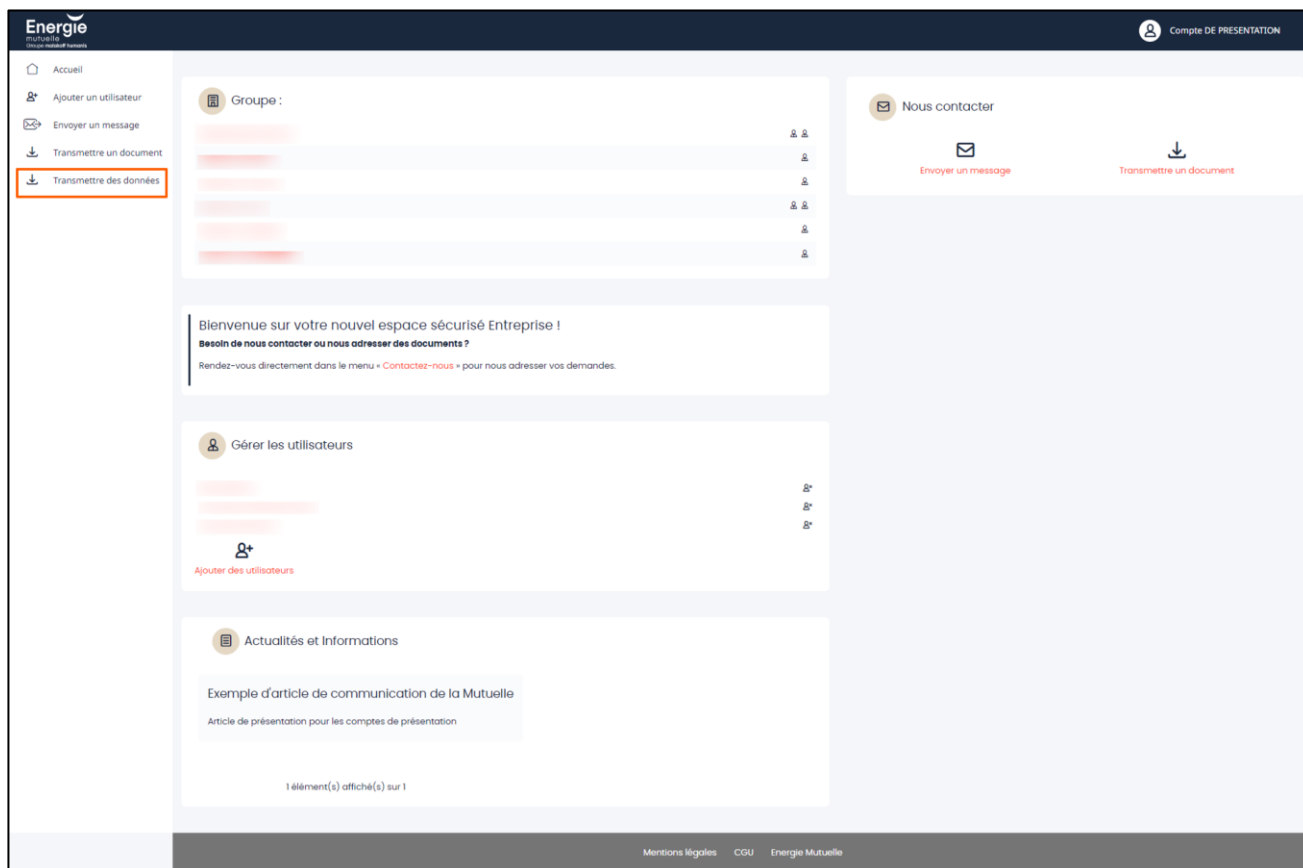 Energie
mutuelle
Groupe malakoff humanis
Compte DE PRESENTATION
Accueil
Ajouter un utilisateur
Envoyer un message
Transmettre un document
Transmettre des données
Groupe :
Nous contacter
Envoyer un message
Transmettre un document
Bienvenue sur votre nouvel espace sécurisé Entreprise !
Besoin de nous contacter ou nous adresser des documents ?
Rendez-vous directement dans le menu « Contactez-nous » pour nous adresser vos demandes.
Gérer les utilisateurs
Ajouter des utilisateurs
Actualités et Informations
Exemple d'article de communication de la Mutuelle
Article de présentation pour les comptes de présentation
1 élément(s) affiché(s) sur 1
Mentions légales CGU Energie Mutuelle